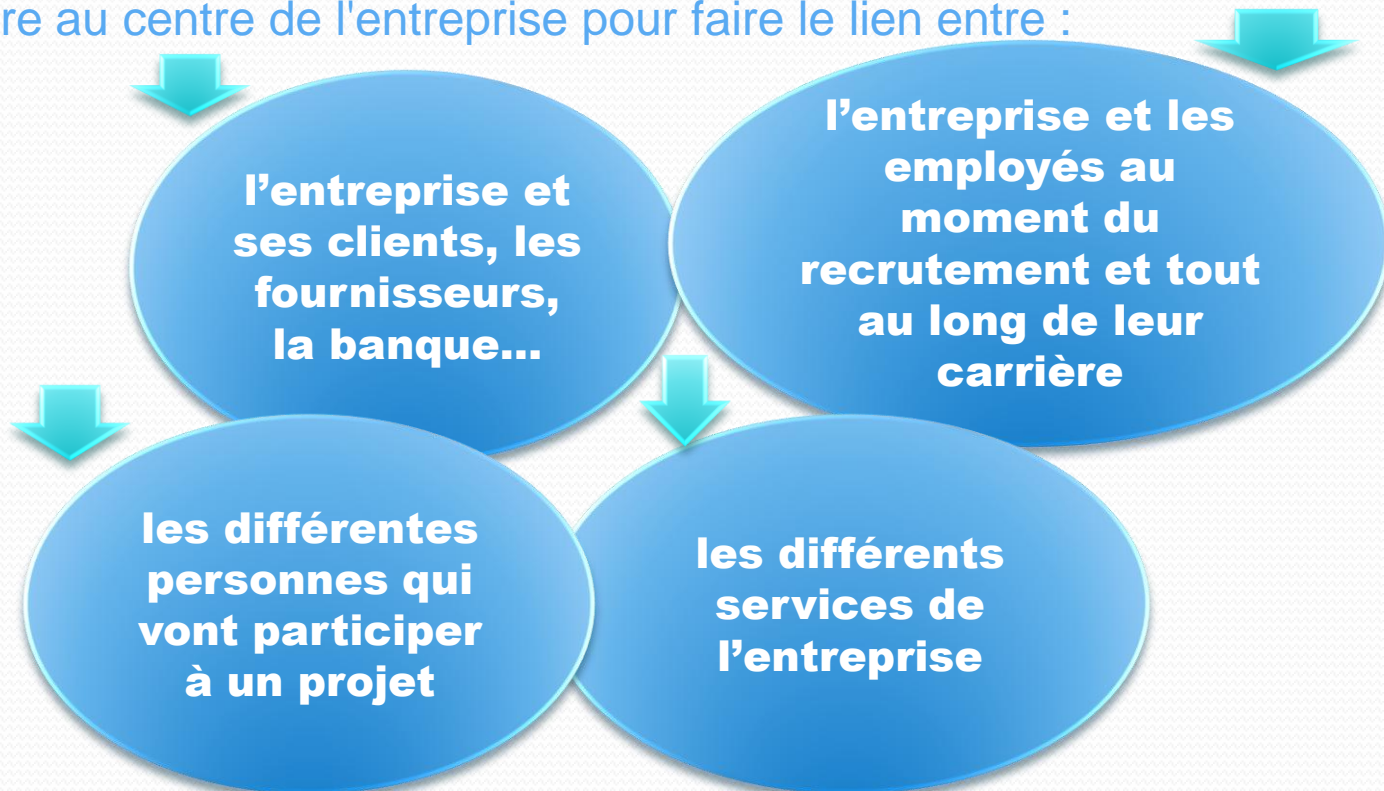 re au centre de l'entreprise pour faire le lien entre :
l’entreprise et
ses clients, les
fournisseurs,
la banque…
l’entreprise et les
employés au
moment du
recrutement et tout
au long de leur
carrière
les différentes
personnes qui
vont participer
à un projet
les différents
services de
l’entreprise